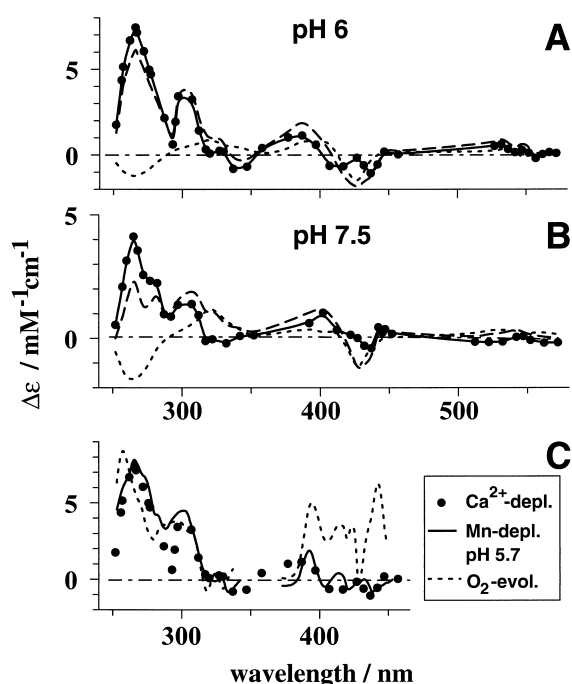 pH 6
A
5
0
pH 7.5
B
5
0
Δε / mM⁻¹cm⁻¹
300
400
500
C
5
0
Ca²⁺-depl.
Mn-depl.
pH 5.7
O₂-evol.
300
400
wavelength / nm